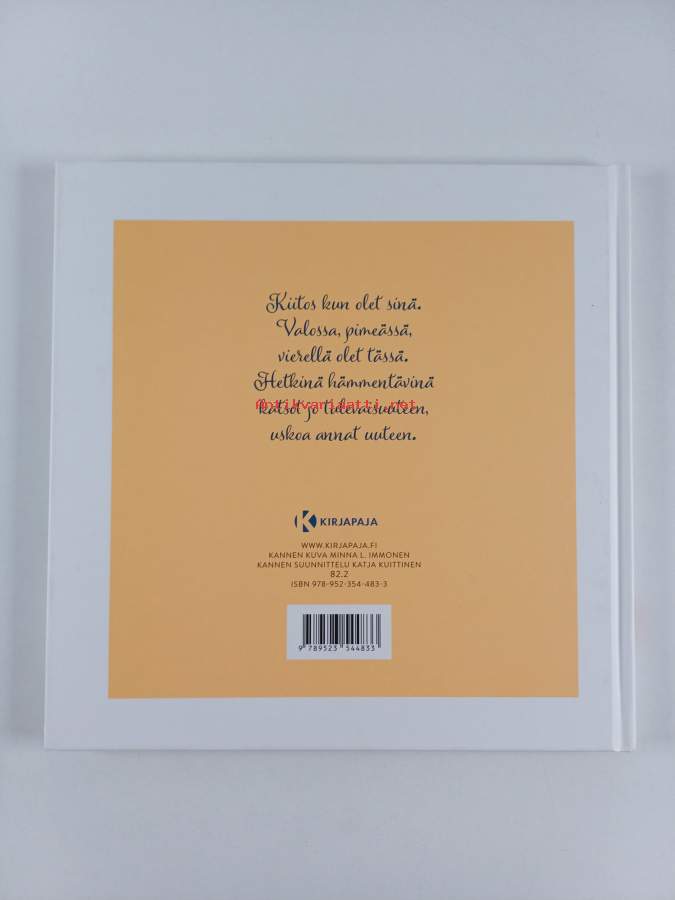 Kiitos kun olet sinä.
Valossa, pimeässä,
vierellä olet tässä.
Hetkinä hämmentävinä
Antikvariaatti.net
katsot jo tulevaisuuteen,
uskoa annat uuteen.
KIRJAPAJA
WWW.KIRJAPAJA.FI
KANNEN KUVA MINNA L. IMMONEN
KANNEN SUUNNITTELU KATJA KUITTINEN
82.2
ISBN 978-952-354-483-3
9 789523 544833